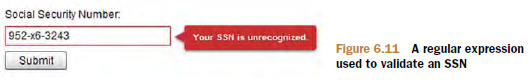 Social Security Number:
952-x6-3243
Your SSN is unrecognized.
Submit
Figure 6.11 A regular expression
used to validate an SSN